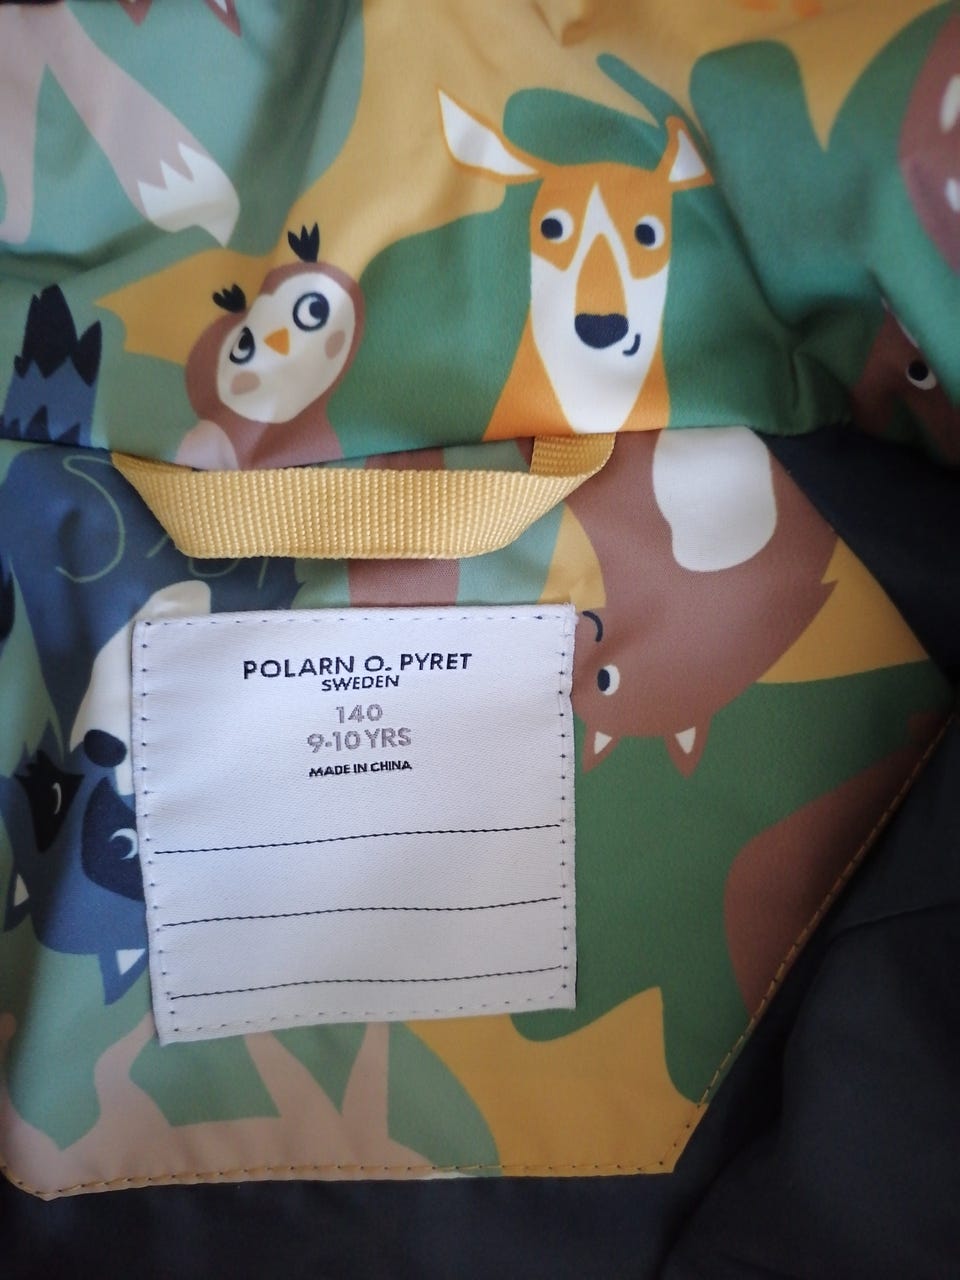 POLARN O. PYRET
SWEDEN
140
9-10 YRS
MADE IN CHINA